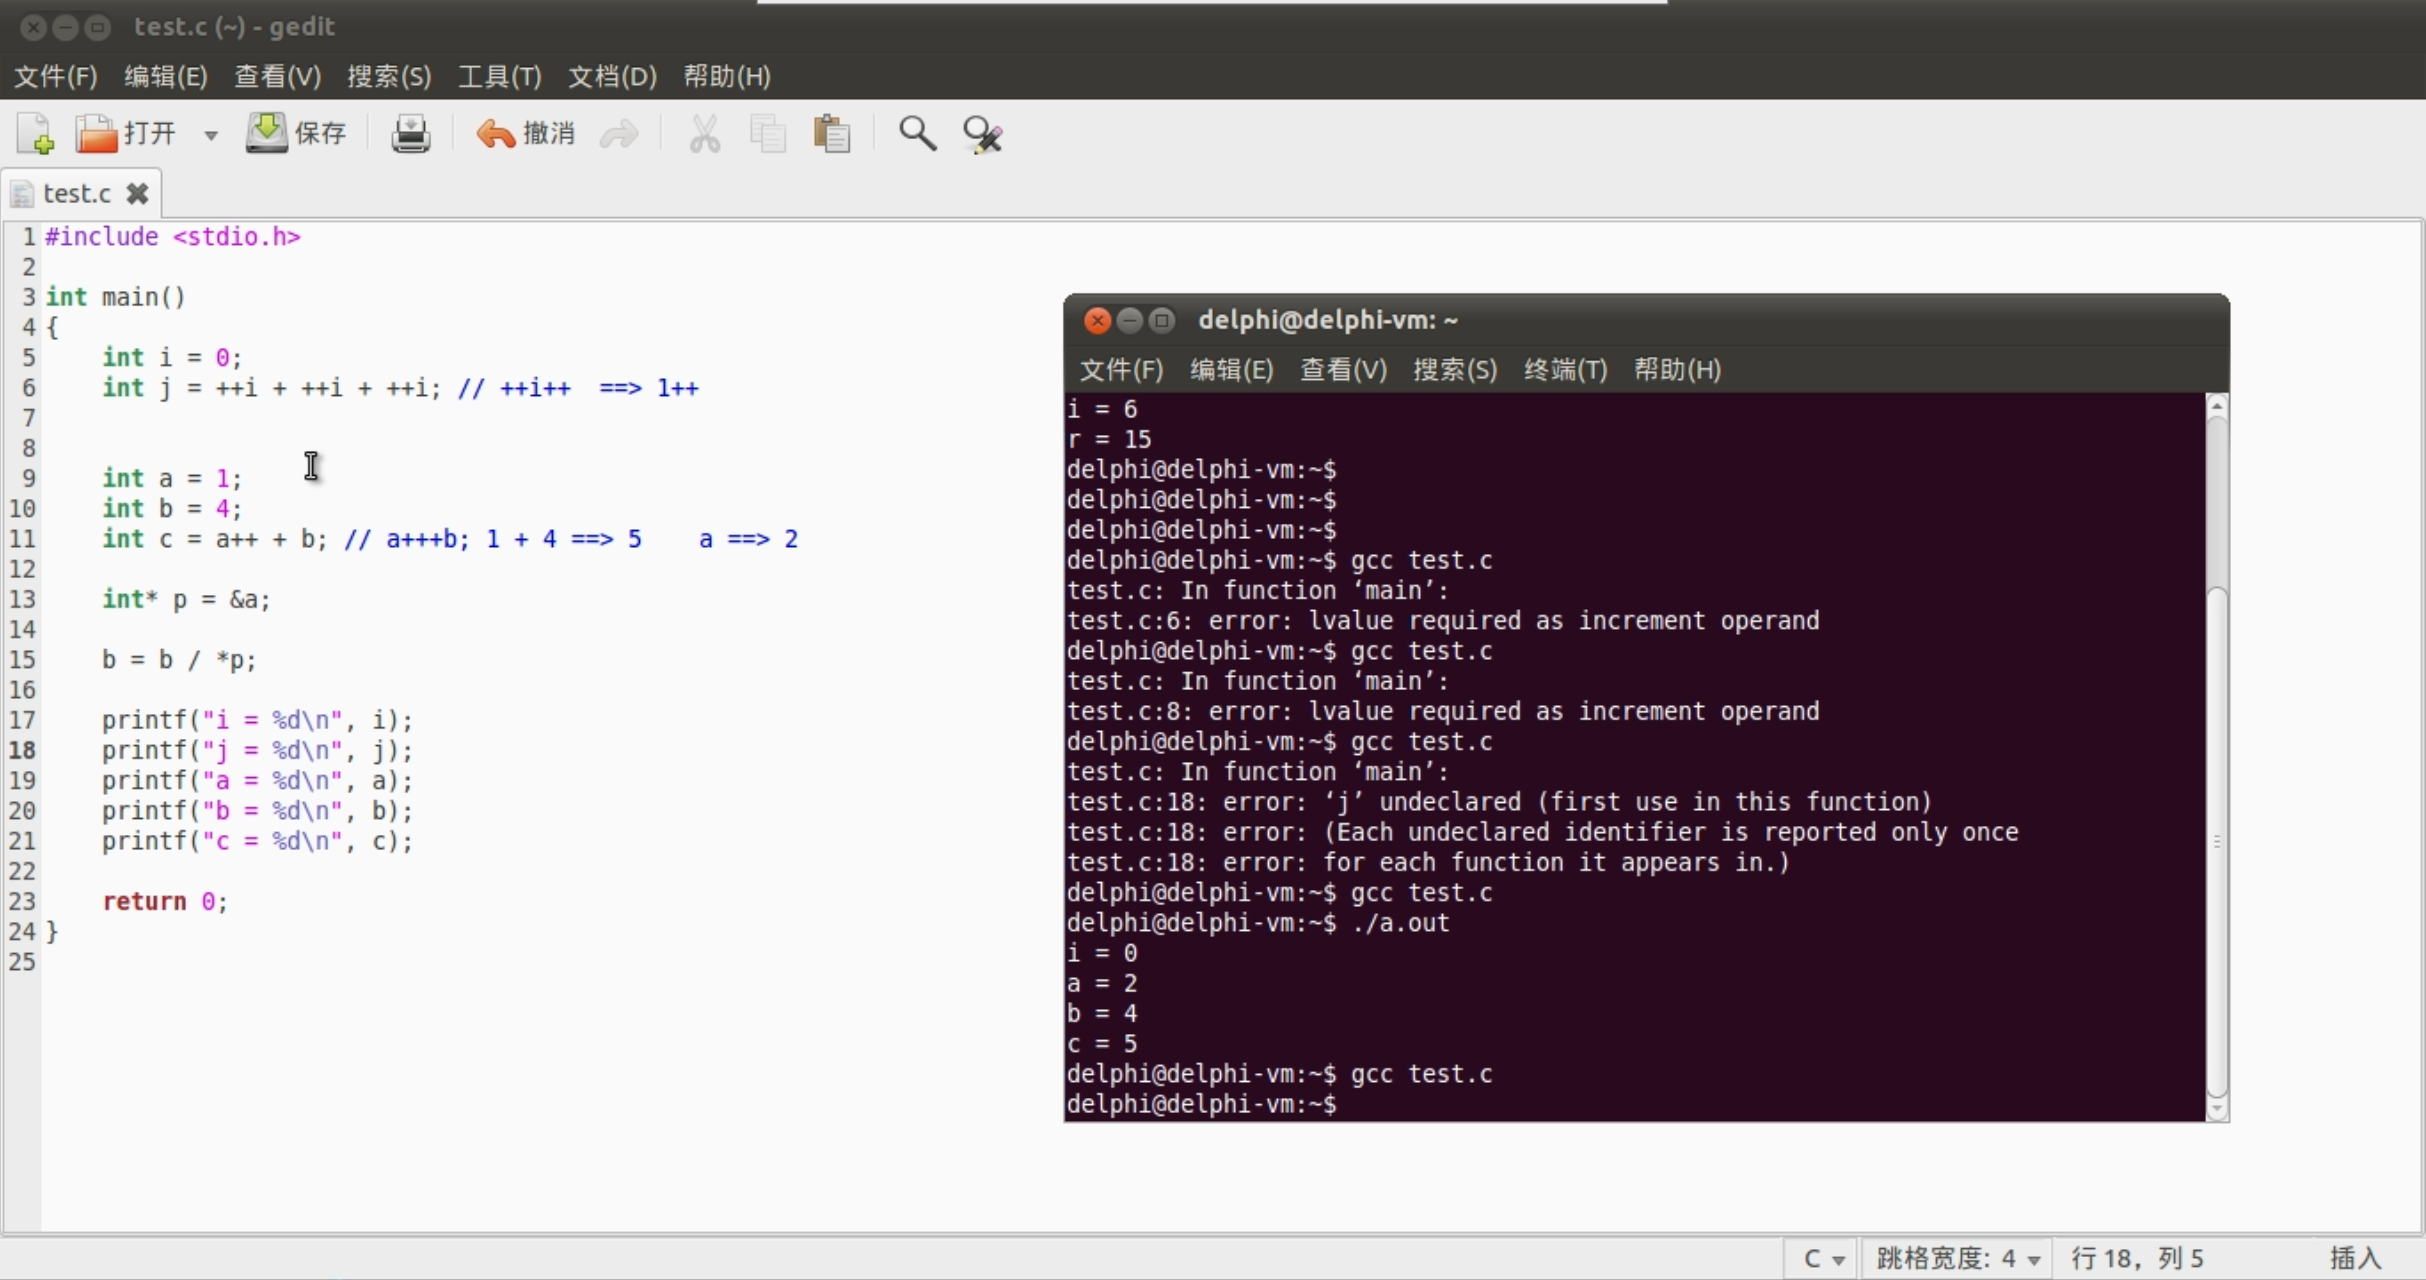 test.c (~) - gedit
文件(F) 编辑(E) 查看(V) 搜索(S) 工具(T) 文档(D) 帮助(H)
打开 保存 撤消
test.c
1 #include <stdio.h>
2
3 int main()
4 {
5     int i = 0;
6     int j = ++i + ++i + ++i; // ++i++  ==> 1++
7
8
9     int a = 1;
10     int b = 4;
11     int c = a++ + b; // a+++b; 1 + 4 ==> 5    a ==> 2
12
13     int* p = &a;
14
15     b = b / *p;
16
17     printf("i = %d\n", i);
18     printf("j = %d\n", j);
19     printf("a = %d\n", a);
20     printf("b = %d\n", b);
21     printf("c = %d\n", c);
22
23     return 0;
24 }
25
delphi@delphi-vm: ~
文件(F) 编辑(E) 查看(V) 搜索(S) 终端(T) 帮助(H)
i = 6
r = 15
delphi@delphi-vm:~$
delphi@delphi-vm:~$
delphi@delphi-vm:~$
delphi@delphi-vm:~$ gcc test.c
test.c: In function ‘main’:
test.c:6: error: lvalue required as increment operand
delphi@delphi-vm:~$ gcc test.c
test.c: In function ‘main’:
test.c:8: error: lvalue required as increment operand
delphi@delphi-vm:~$ gcc test.c
test.c: In function ‘main’:
test.c:18: error: ‘j’ undeclared (first use in this function)
test.c:18: error: (Each undeclared identifier is reported only once
test.c:18: error: for each function it appears in.)
delphi@delphi-vm:~$ gcc test.c
delphi@delphi-vm:~$ ./a.out
i = 0
a = 2
b = 4
c = 5
delphi@delphi-vm:~$ gcc test.c
delphi@delphi-vm:~$
C 跳格宽度: 4 行 18，列 5 插入